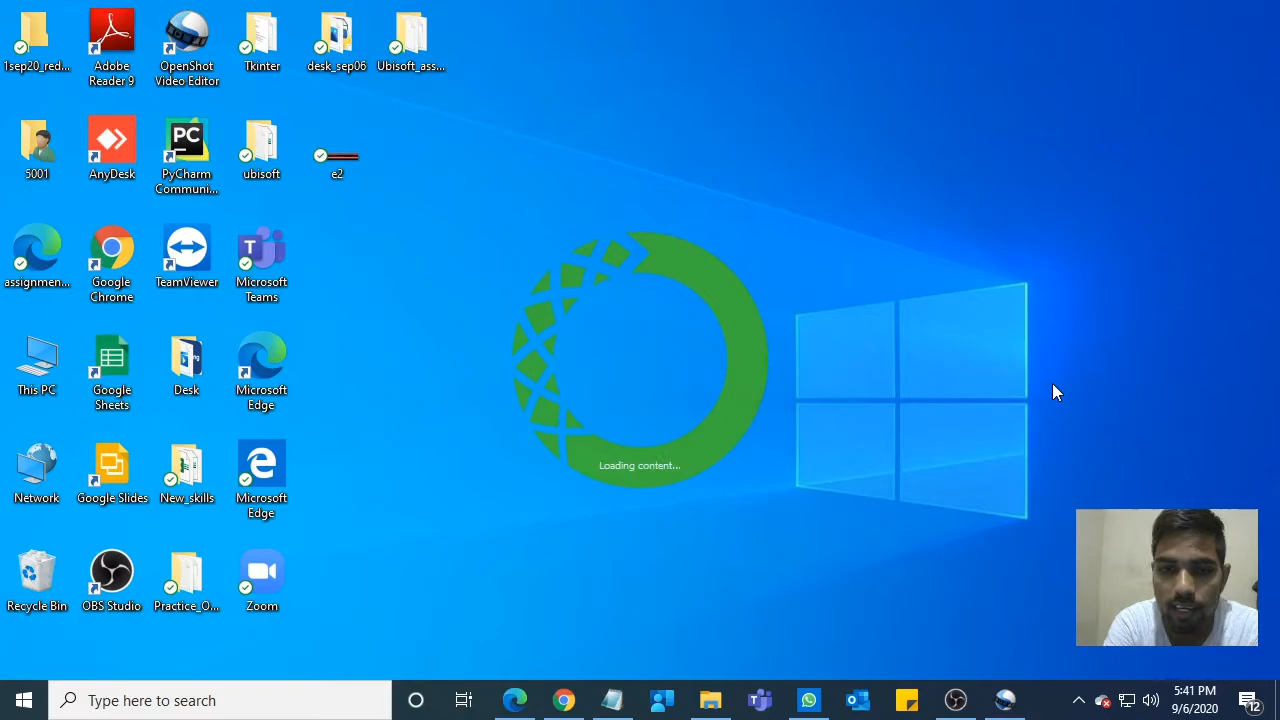 1sep20_red...
Adobe
Reader 9
OpenShot
Video Editor
Tkinter
desk_sep06
Ubisoft_ass...
5001
AnyDesk
PC
PyCharm
Communi...
ubisoft
e2
assignmen...
Google
Chrome
TeamViewer
T
Microsoft
Teams
This PC
Google
Sheets
Desk
Microsoft
Edge
Loading content...
Network
Google Slides
New_skills
Microsoft
Edge
Recycle Bin
OBS Studio
Practice_O...
Zoom
Type here to search
5:41 PM
9/6/2020
12